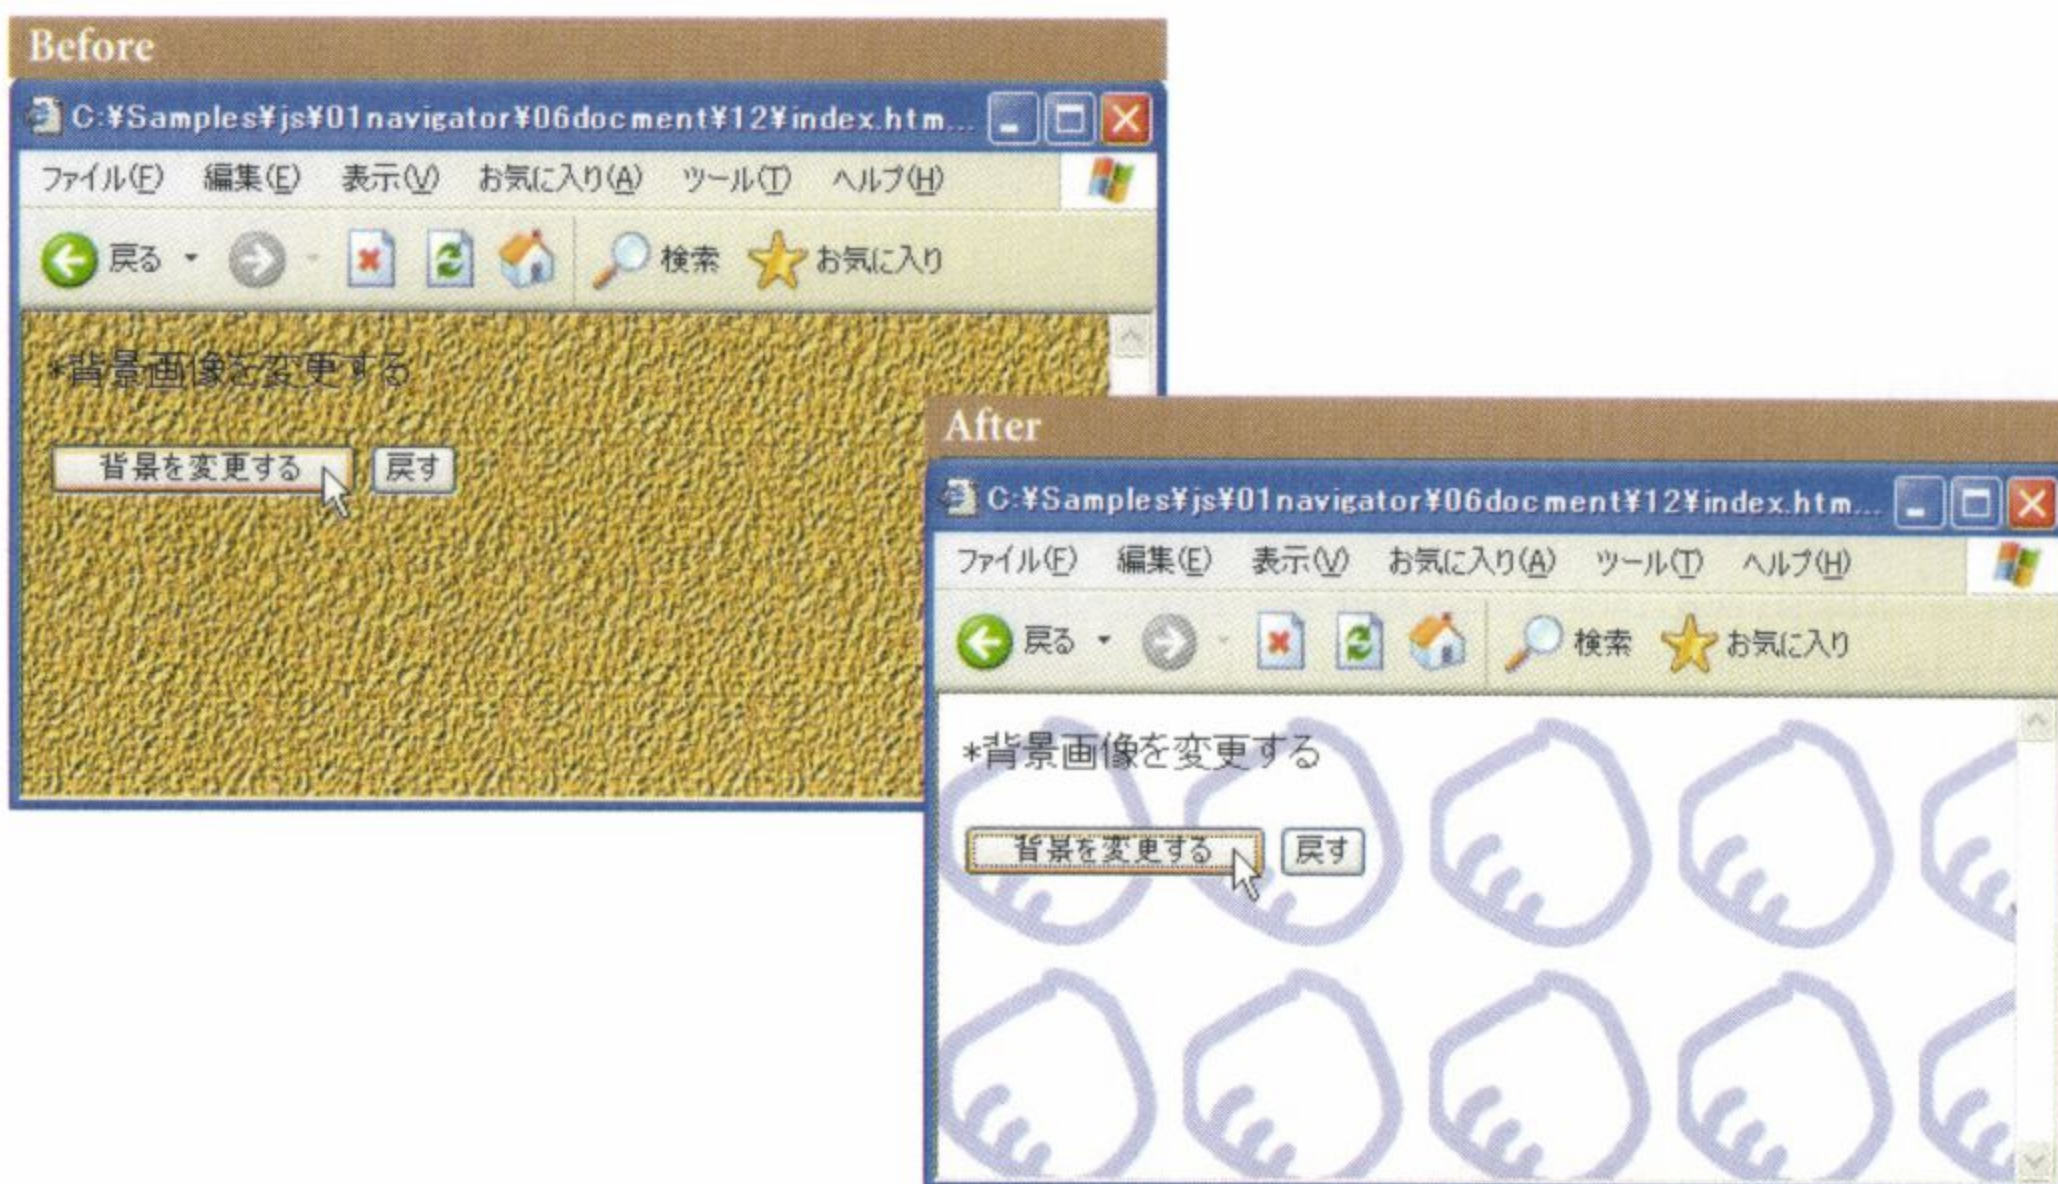 Before
C:¥Samples¥js¥01navigator¥06docment¥12¥index.htm...
ファイル(F) 編集(E) 表示(V) お気に入り(A) ツール(T) ヘルプ(H)
戻る 検索 お気に入り
*背景画像を変更する
背景を変更する 戻す
After
C:¥Samples¥js¥01navigator¥06docment¥12¥index.htm...
ファイル(F) 編集(E) 表示(V) お気に入り(A) ツール(T) ヘルプ(H)
戻る 検索 お気に入り
*背景画像を変更する
背景を変更する 戻す